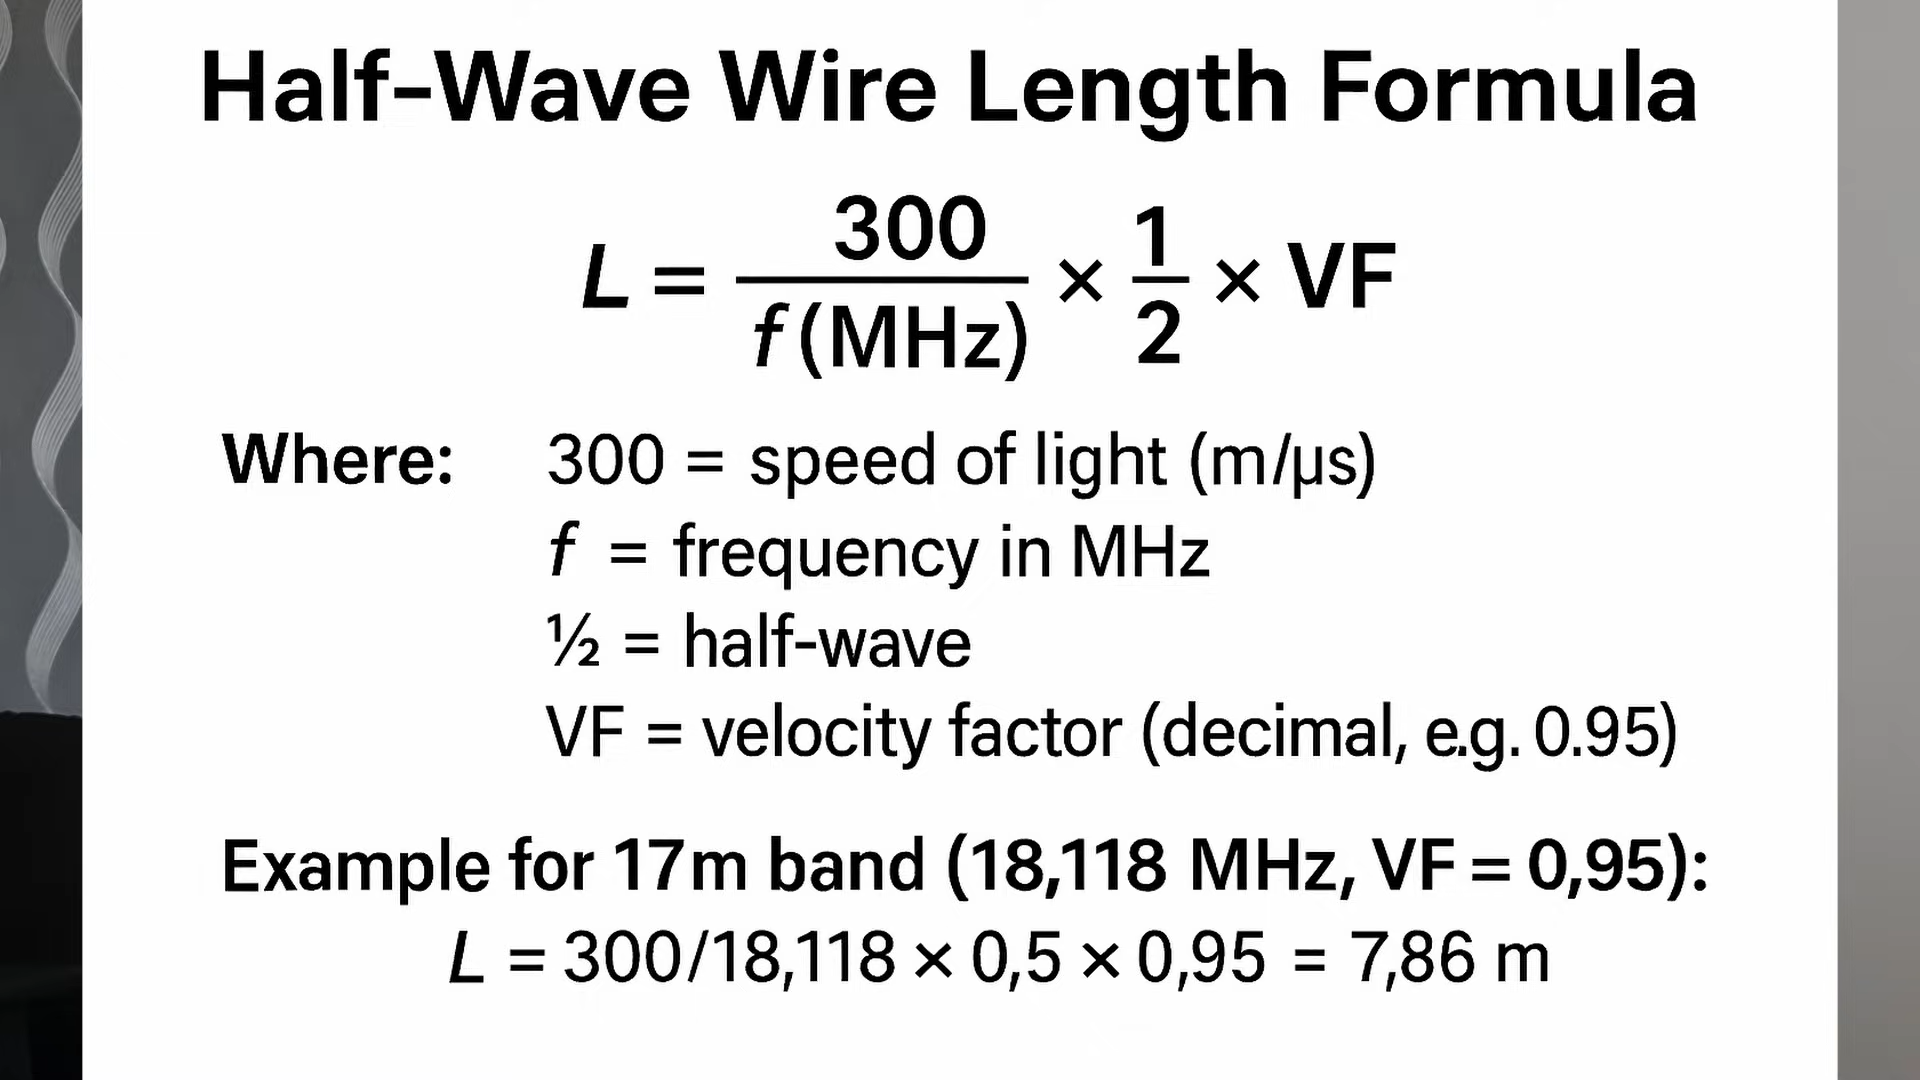 Half-Wave Wire Length Formula
L = 300 / f (MHz) × 1/2 × VF
Where: 300 = speed of light (m/µs)
f = frequency in MHz
½ = half-wave
VF = velocity factor (decimal, e.g. 0.95)
Example for 17m band (18,118 MHz, VF = 0,95):
L = 300/18,118 × 0,5 × 0,95 = 7,86 m